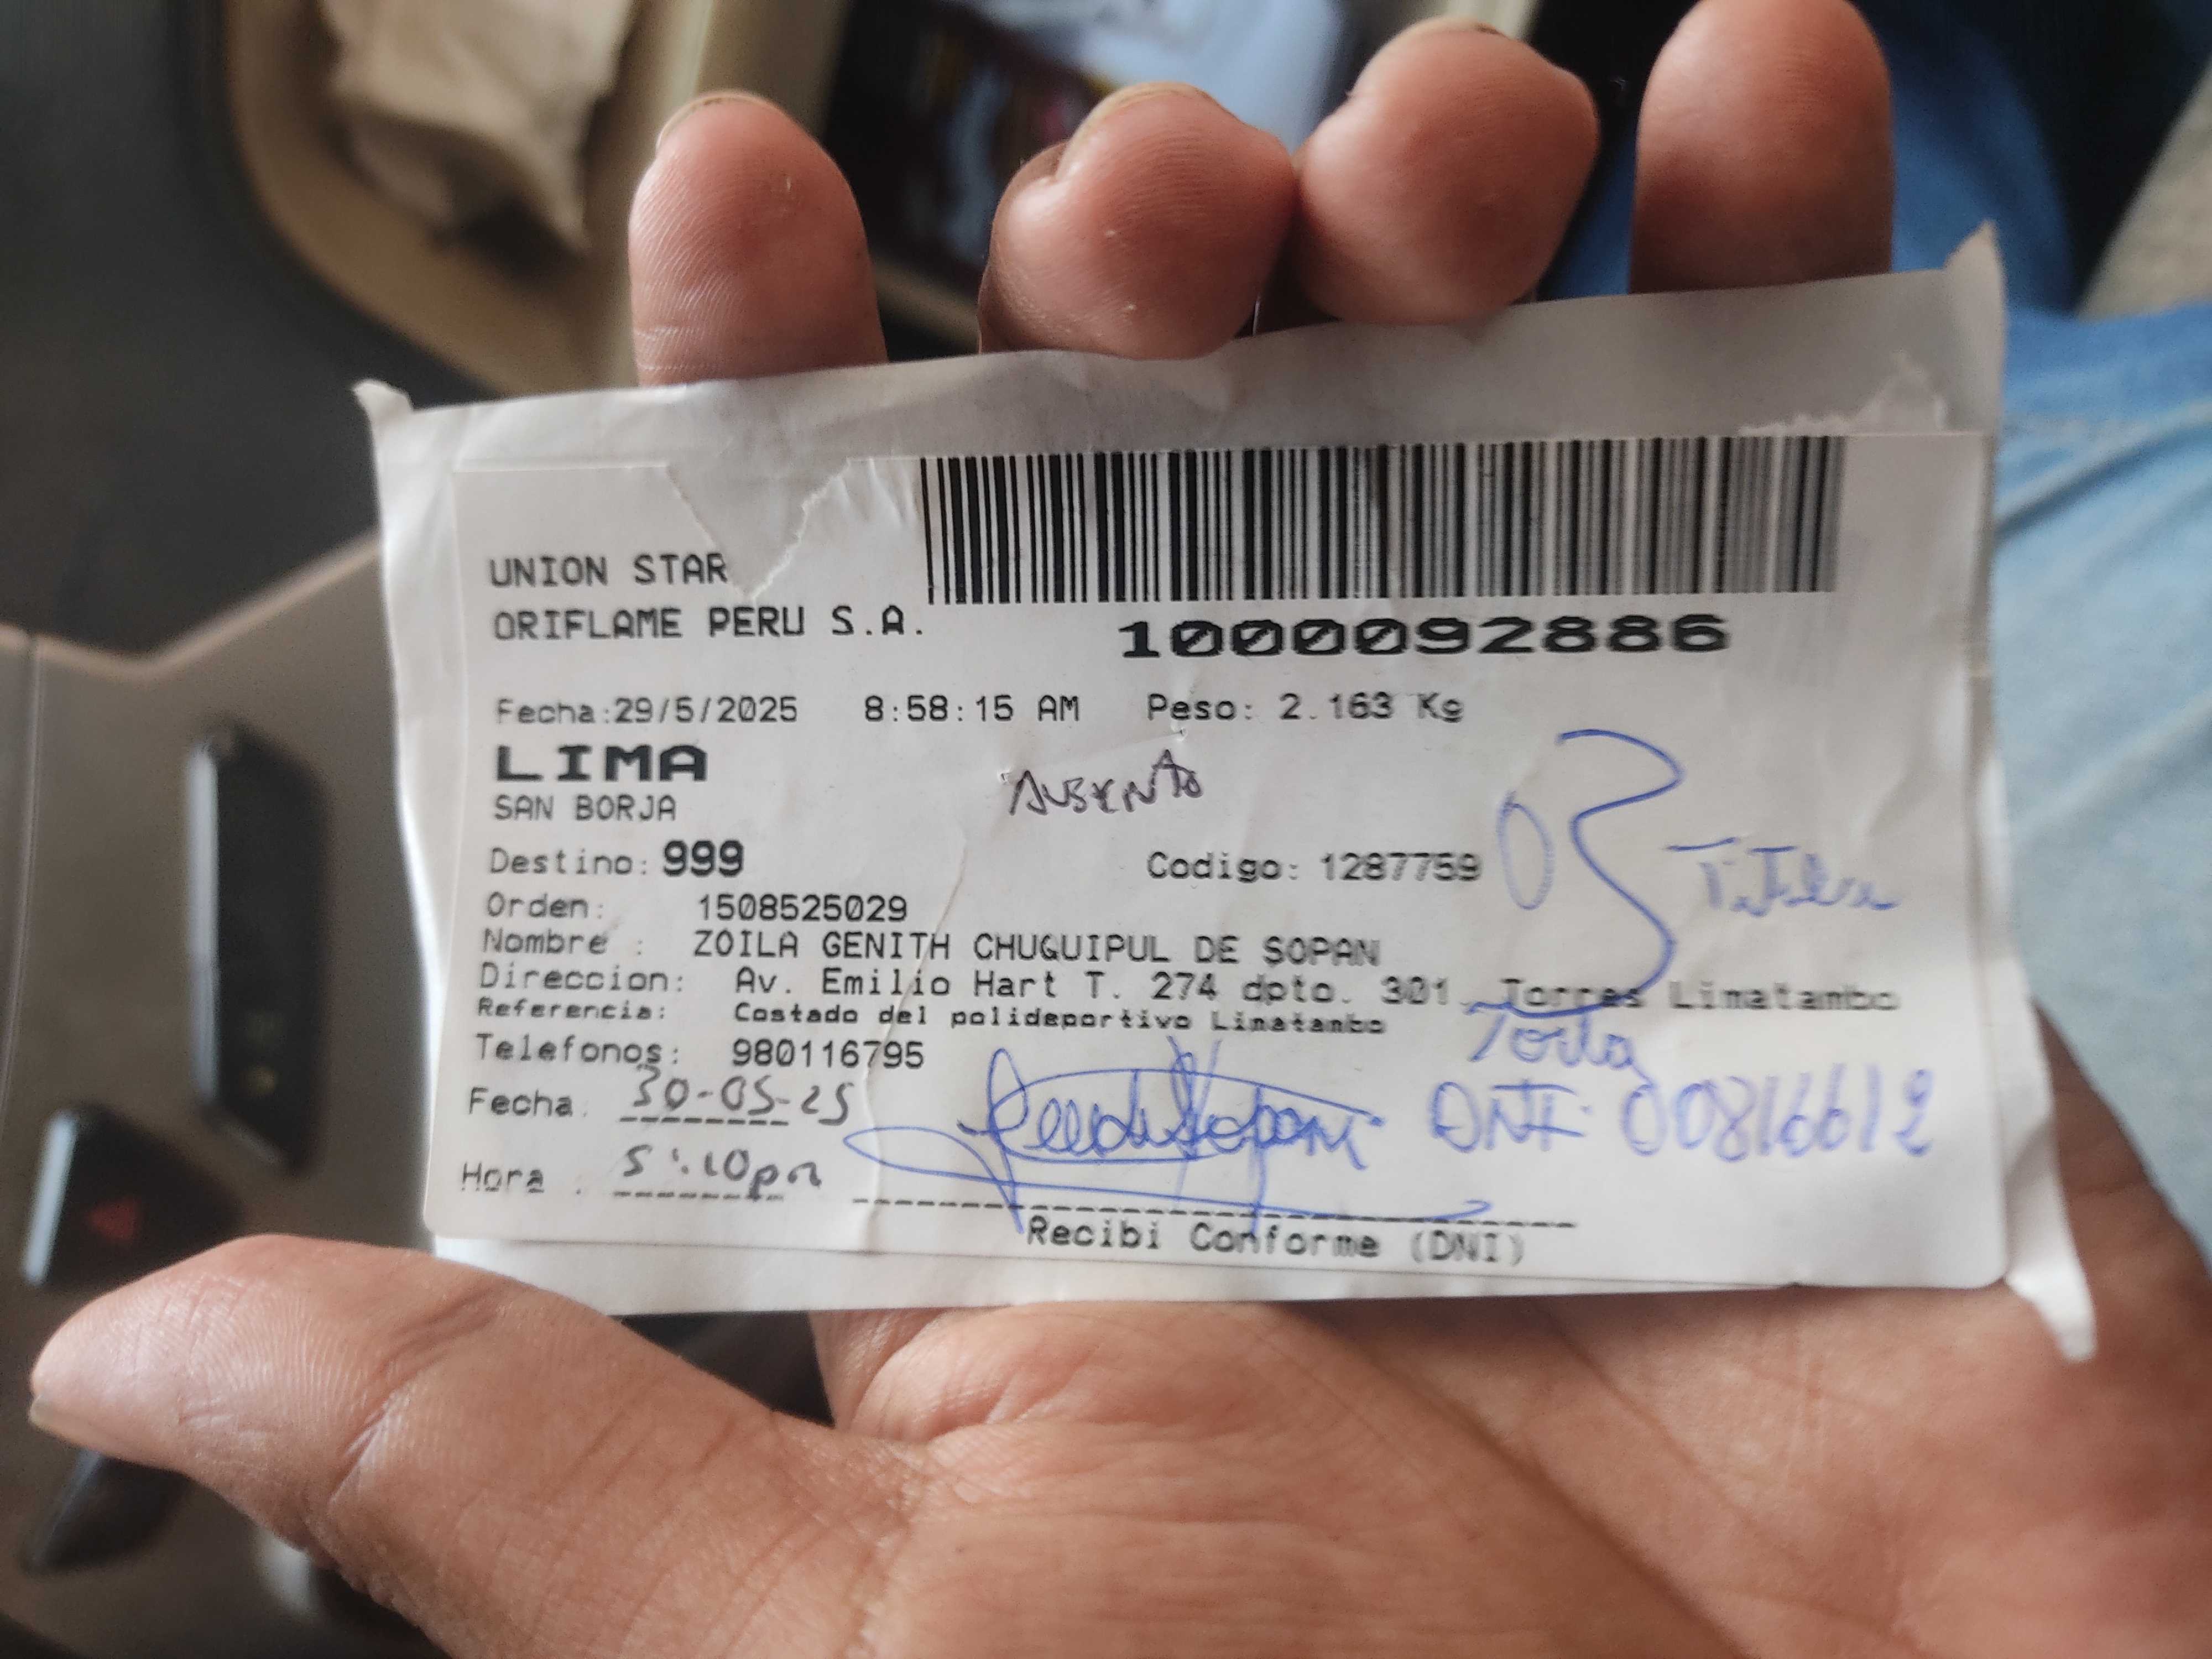 UNION STAR
ORIFLAME PERU S.A.
1000092886
Fecha:29/5/2025 8:58:15 AM Peso: 2.163 Kg
LIMA
SAN BORJA
Destino: 999 Codigo: 1287759
Orden: 1508525029
Nombre : ZOILA GENITH CHUQUIPUL DE SOPAN
Direccion: Av. Emilio Hart T. 274 dpto. 301. Torres Limatambo
Referencia: Costado del polideportivo Limatambo
Telefonos: 980116795
Fecha: 30-05-25
DNI: 00816612
Hora : 5:10pm
Recibi Conforme (DNI)